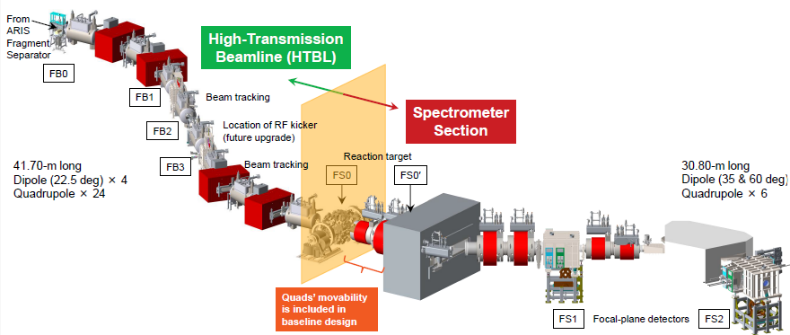 From
ARIS
Fragment
Separator
FB0
High-Transmission
Beamline (HTBL)
FB1
Beam tracking
Spectrometer
Section
FB2
Location of RF kicker
(future upgrade)
FB3
Beam tracking
Reaction target
FS0
FS0'
41.70-m long
Dipole (22.5 deg) × 4
Quadrupole × 24
30.80-m long
Dipole (35 & 60 deg) × 2
Quadrupole × 6
Quads' movability
is included in
baseline design
FS1
Focal-plane detectors
FS2